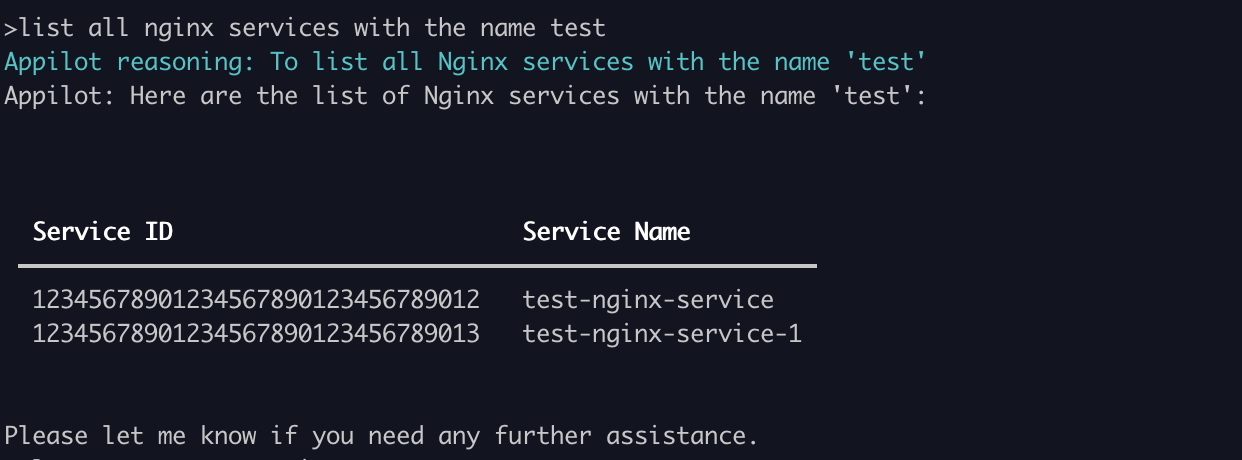 >list all nginx services with the name test
Appilot reasoning: To list all Nginx services with the name 'test'
Appilot: Here are the list of Nginx services with the name 'test':
Service ID Service Name
12345678901234567890123456789012 test-nginx-service
12345678901234567890123456789013 test-nginx-service-1
Please let me know if you need any further assistance.